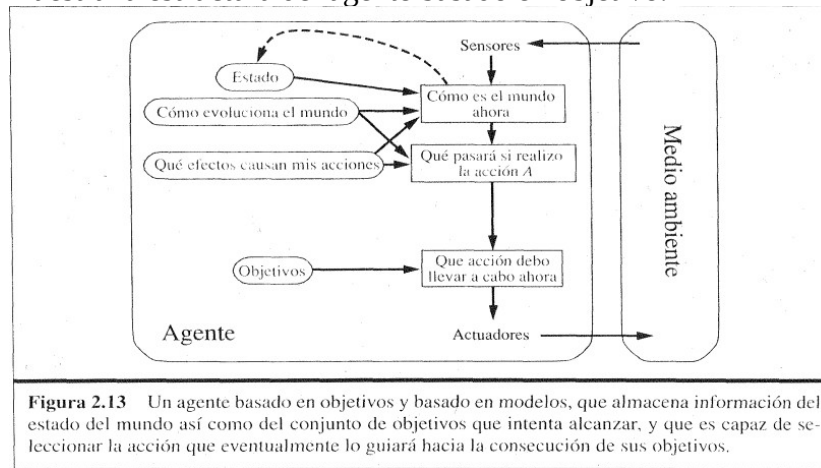 Sensores
Estado
Cómo es el mundo
ahora
Cómo evoluciona el mundo
Qué efectos causan mis acciones
Qué pasará si realizo
la acción A
Medio ambiente
Objetivos
Que acción debo
llevar a cabo ahora
Agente
Actuadores
Figura 2.13 Un agente basado en objetivos y basado en modelos, que almacena información del
estado del mundo así como del conjunto de objetivos que intenta alcanzar, y que es capaz de se-
leccionar la acción que eventualmente lo guiará hacia la consecución de sus objetivos.